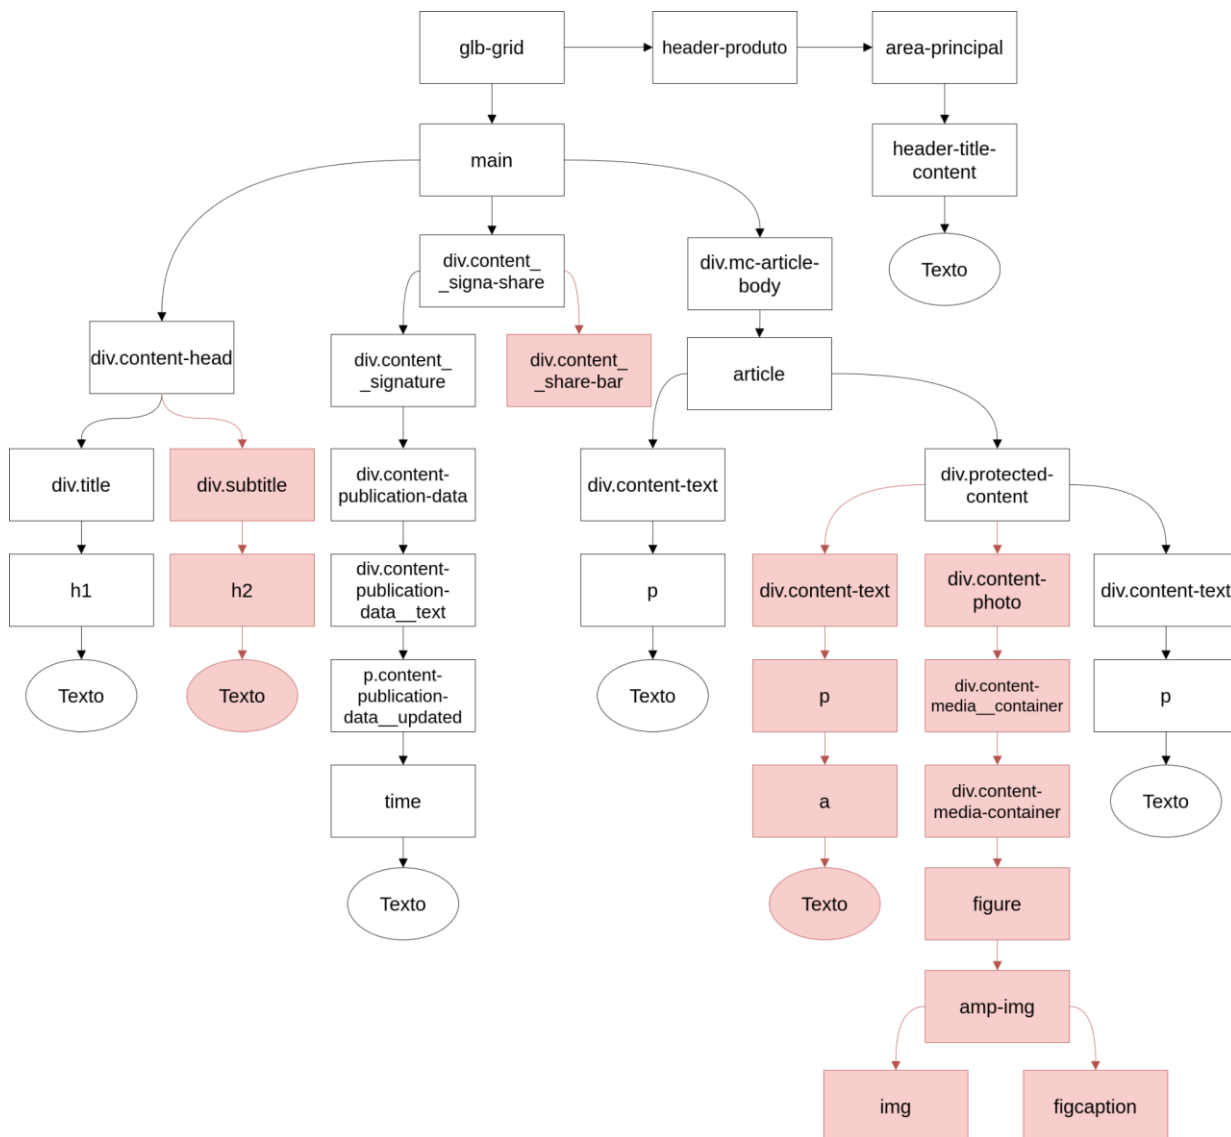 glb-grid
header-produto
area-principal
main
header-title-
content
div.content_
_signa-share
div.mc-article-
body
Texto
div.content-head
div.content_
_signature
div.content_
_share-bar
article
div.title
div.subtitle
div.content-
publication-data
div.content-text
div.protected-
content
h1
h2
div.content-
publication-
data__text
p
div.content-text
div.content-
photo
div.content-text
Texto
Texto
p.content-
publication-
data__updated
Texto
p
div.content-
media__container
p
time
a
div.content-
media-container
Texto
Texto
Texto
figure
amp-img
img
figcaption